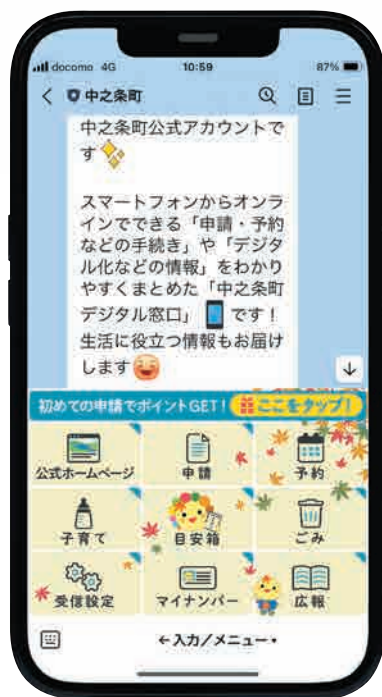 docomo 4G 10:59 87%
中之条町
中之条町公式アカウントで
す✨
スマートフォンからオンラ
インでできる「申請・予約
などの手続き」や「デジタ
ル化などの情報」をわかり
やすくまとめた「中之条町
デジタル窓口」📱です！
生活に役立つ情報もお届け
します😄
初めての申請でポイントGET! ここをタップ!
公式ホームページ 申請 予約
子育て 目安箱 ごみ
受信設定 マイナンバー 広報
←入力/メニュー・